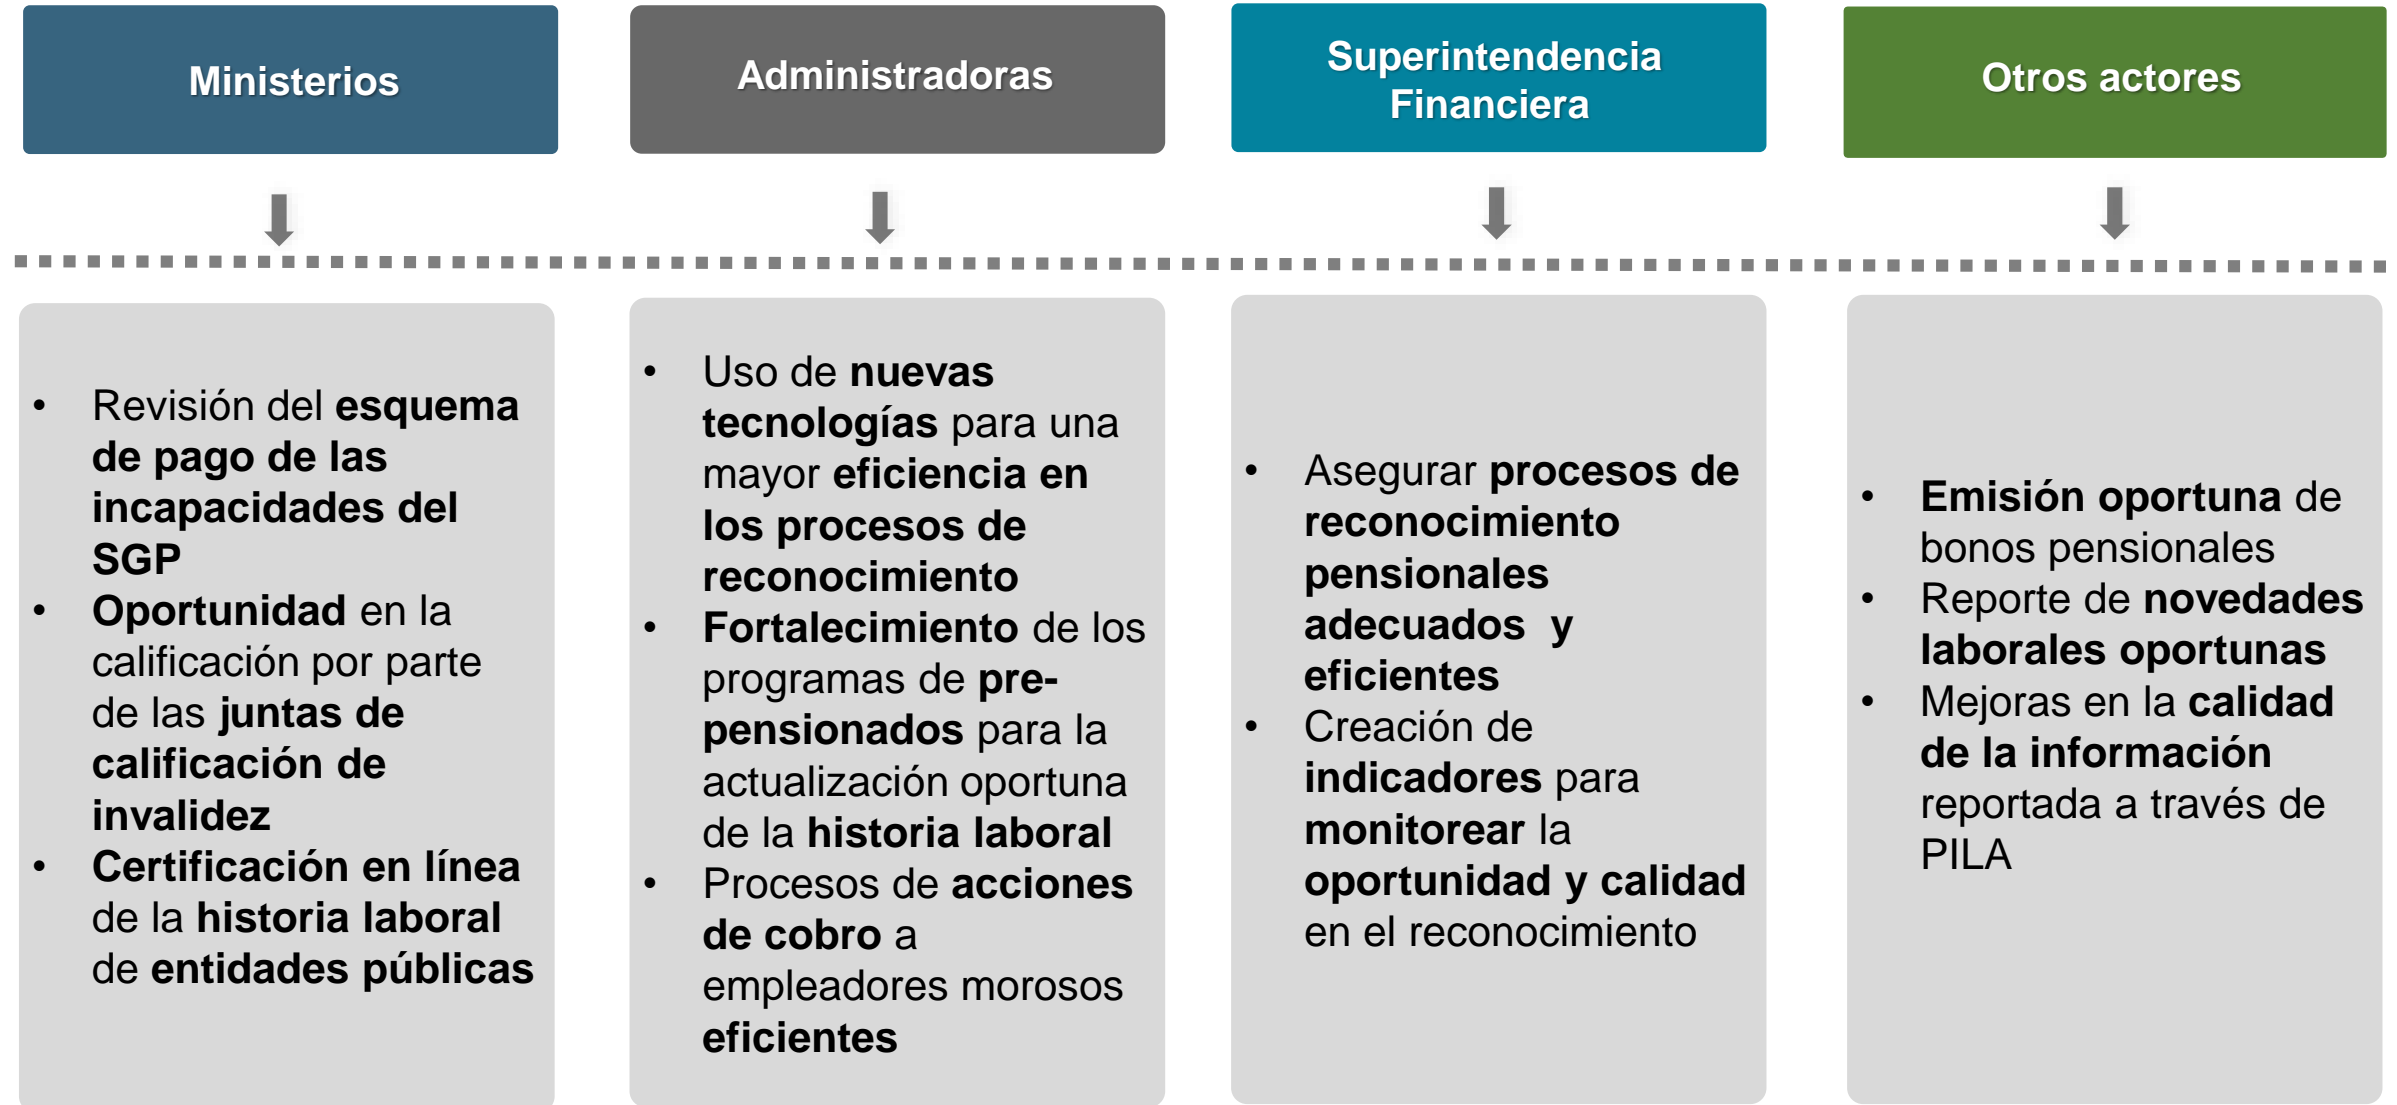 Ministerios
Administradoras
Superintendencia
Financiera
Otros actores
• Revisión del esquema
de pago de las
incapacidades del
SGP
• Oportunidad en la
calificación por parte
de las juntas de
calificación de
invalidez
• Certificación en línea
de la historia laboral
de entidades públicas
• Uso de nuevas
tecnologías para una
mayor eficiencia en
los procesos de
reconocimiento
• Fortalecimiento de los
programas de pre-
pensionados para la
actualización oportuna
de la historia laboral
• Procesos de acciones
de cobro a
empleadores morosos
eficientes
• Asegurar procesos de
reconocimiento
pensionales
adecuados y
eficientes
• Creación de
indicadores para
monitorear la
oportunidad y calidad
en el reconocimiento
• Emisión oportuna de
bonos pensionales
• Reporte de novedades
laborales oportunas
• Mejoras en la calidad
de la información
reportada a través de
PILA